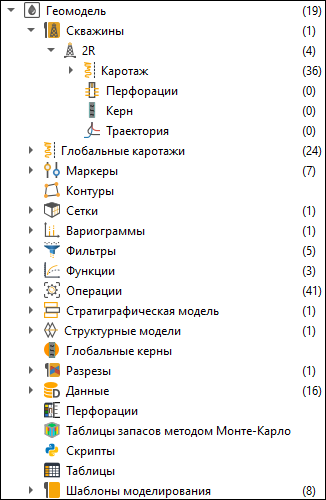 Геомодель (19)
Скважины (1)
2R (4)
Каротаж (36)
Перфорации (0)
Керн (0)
Траектория (0)
Глобальные каротажи (24)
Маркеры (7)
Контуры
Сетки (1)
Вариограммы (1)
Фильтры (5)
Функции (3)
Операции (41)
Стратиграфическая модель (1)
Структурные модели (1)
Глобальные керны
Разрезы (1)
Данные (16)
Перфорации
Таблицы запасов методом Монте-Карло
Скрипты
Таблицы
Шаблоны моделирования (8)